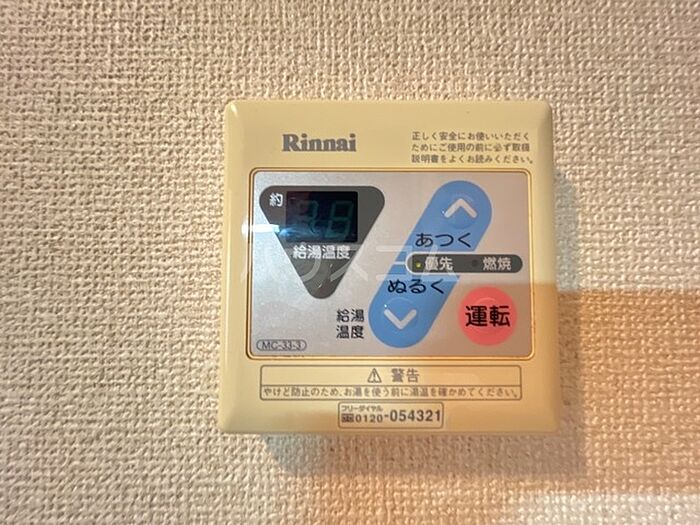 Rinnai
正しく安全にお使いいただく
ためにご使用の前に必ず取扱
説明書をよくお読みください。
約
給湯温度
あつく
優先 燃焼
ぬるく
給湯
温度
運転
MC-33-3
⚠ 警告
やけど防止のため、お湯を使う前に湯温を確かめてください。
フリーダイヤル
0120-054321